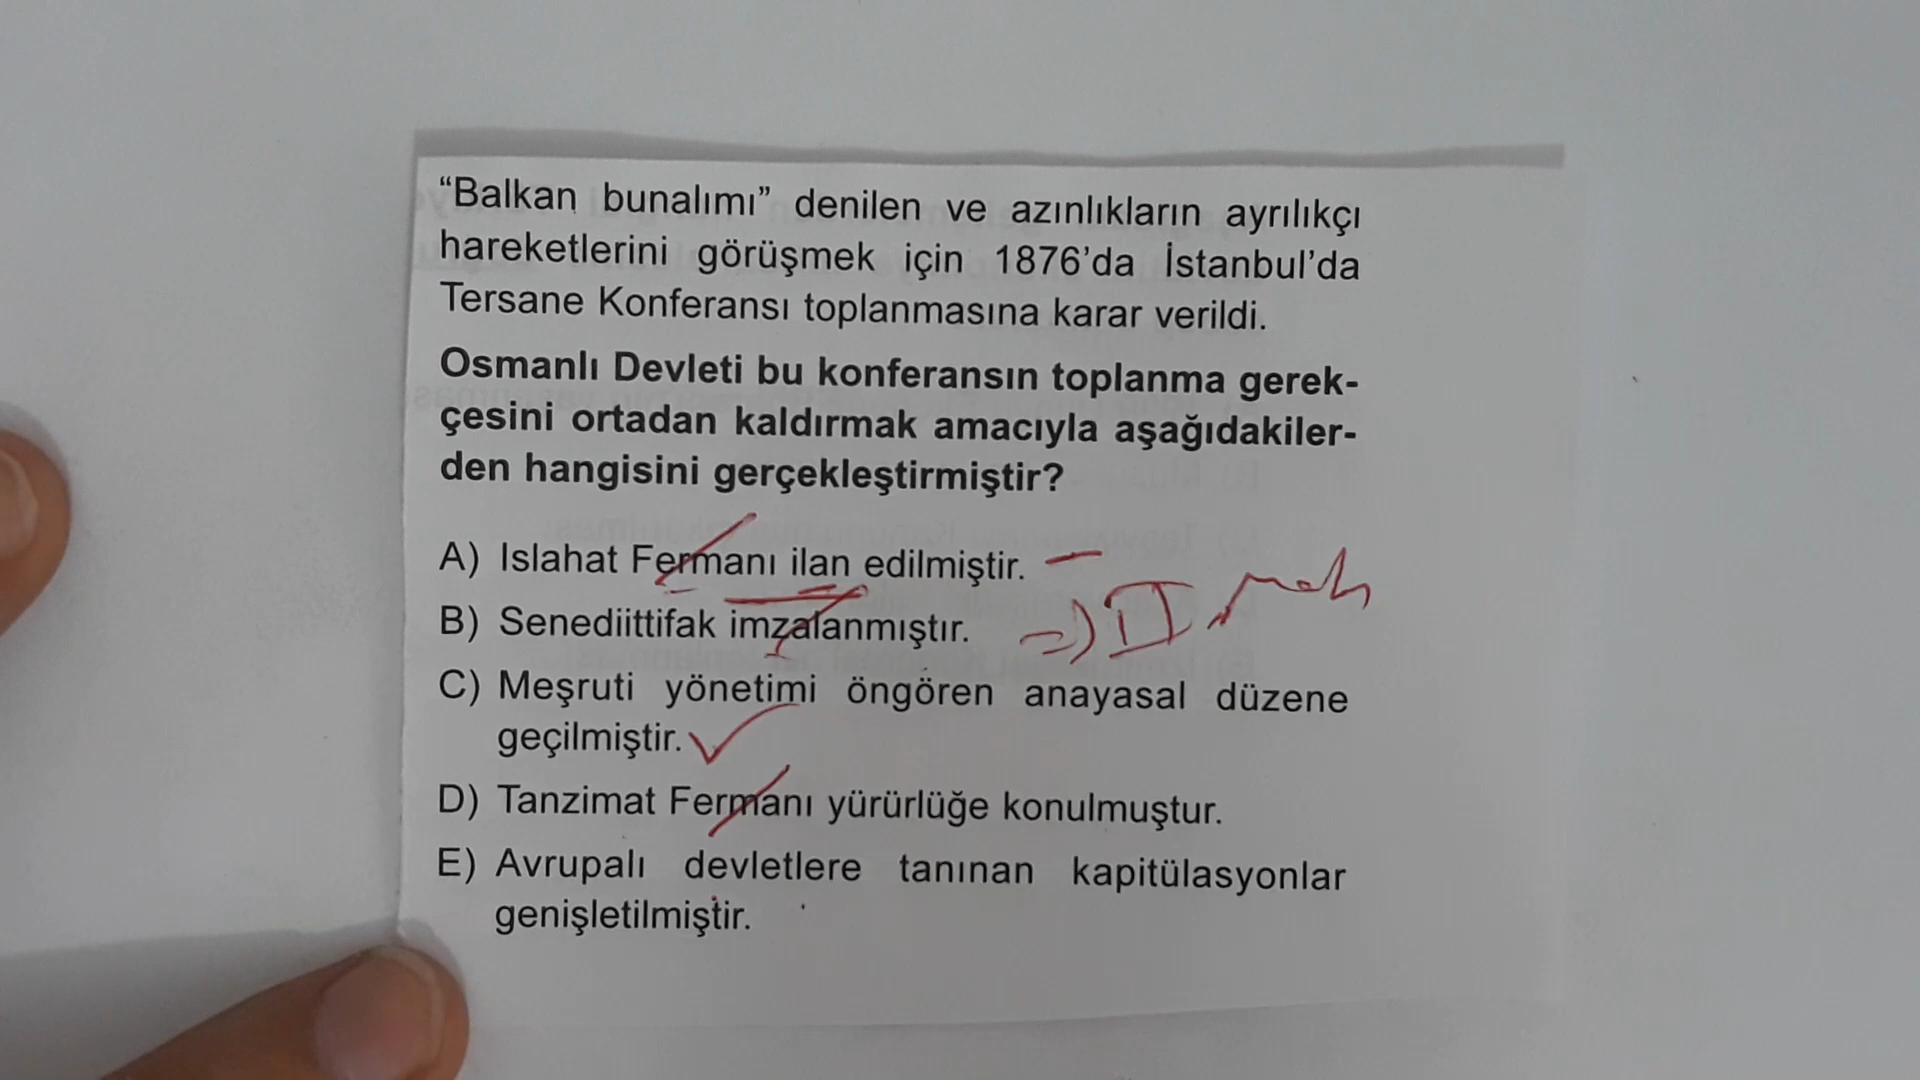 “Balkan bunalımı” denilen ve azınlıkların ayrılıkçı
hareketlerini görüşmek için 1876’da İstanbul’da
Tersane Konferansı toplanmasına karar verildi.
Osmanlı Devleti bu konferansın toplanma gerek-
çesini ortadan kaldırmak amacıyla aşağıdakiler-
den hangisini gerçekleştirmiştir?
A) Islahat Fermanı ilan edilmiştir.
B) Senediittifak imzalanmıştır.
C) Meşruti yönetimi öngören anayasal düzene
geçilmiştir.
D) Tanzimat Fermanı yürürlüğe konulmuştur.
E) Avrupalı devletlere tanınan kapitülasyonlar
genişletilmiştir.